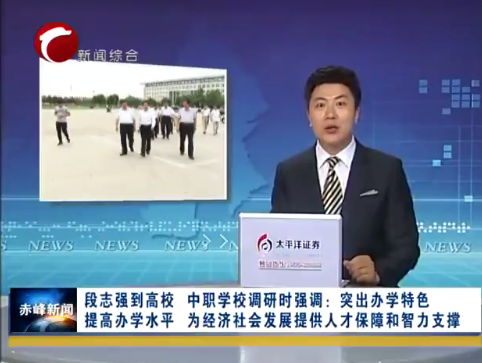 新闻综合
NEWS NEWS NEWS NEWS
太平洋证券
赤峰新闻
段志强到高校 中职学校调研时强调：突出办学特色
提高办学水平 为经济社会发展提供人才保障和智力支撑